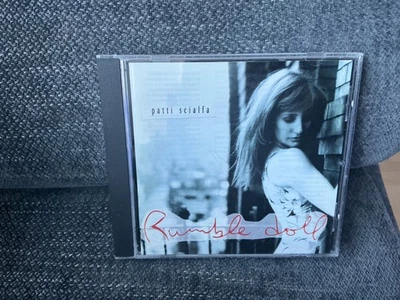 patti scialfa
Rumble doll